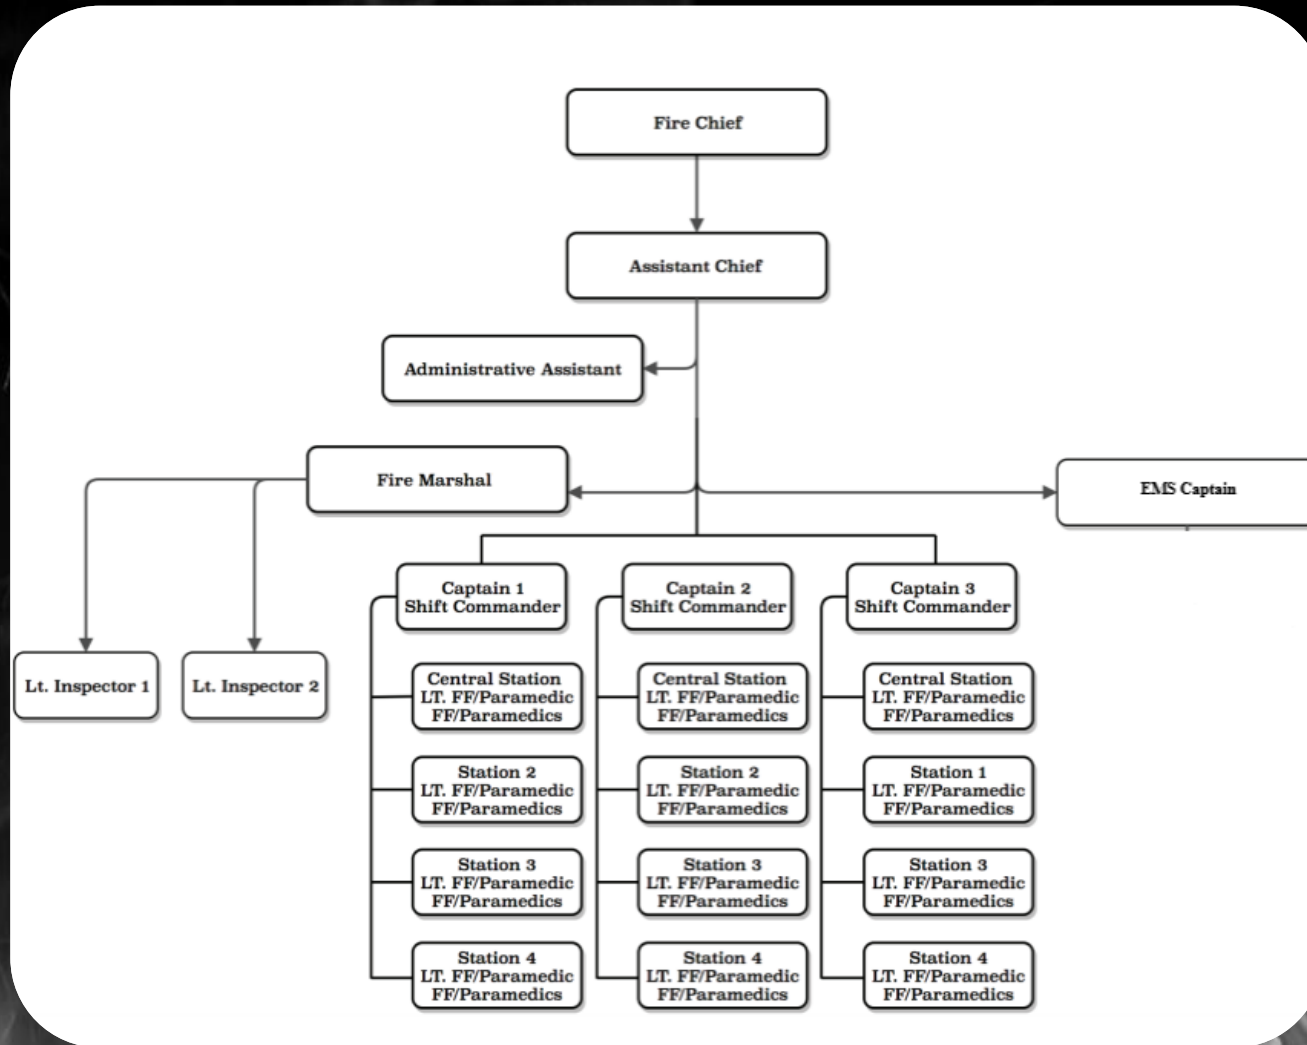 Fire Chief
Assistant Chief
Administrative Assistant
Fire Marshal
EMS Captain
Lt. Inspector 1
Lt. Inspector 2
Captain 1
Shift Commander
Central Station
LT. FF/Paramedic
FF/Paramedics
Station 2
LT. FF/Paramedic
FF/Paramedics
Station 3
LT. FF/Paramedic
FF/Paramedics
Station 4
LT. FF/Paramedic
FF/Paramedics
Captain 2
Shift Commander
Central Station
LT. FF/Paramedic
FF/Paramedics
Station 2
LT. FF/Paramedic
FF/Paramedics
Station 3
LT. FF/Paramedic
FF/Paramedics
Station 4
LT. FF/Paramedic
FF/Paramedics
Captain 3
Shift Commander
Central Station
LT. FF/Paramedic
FF/Paramedics
Station 1
LT. FF/Paramedic
FF/Paramedics
Station 3
LT. FF/Paramedic
FF/Paramedics
Station 4
LT. FF/Paramedic
FF/Paramedics